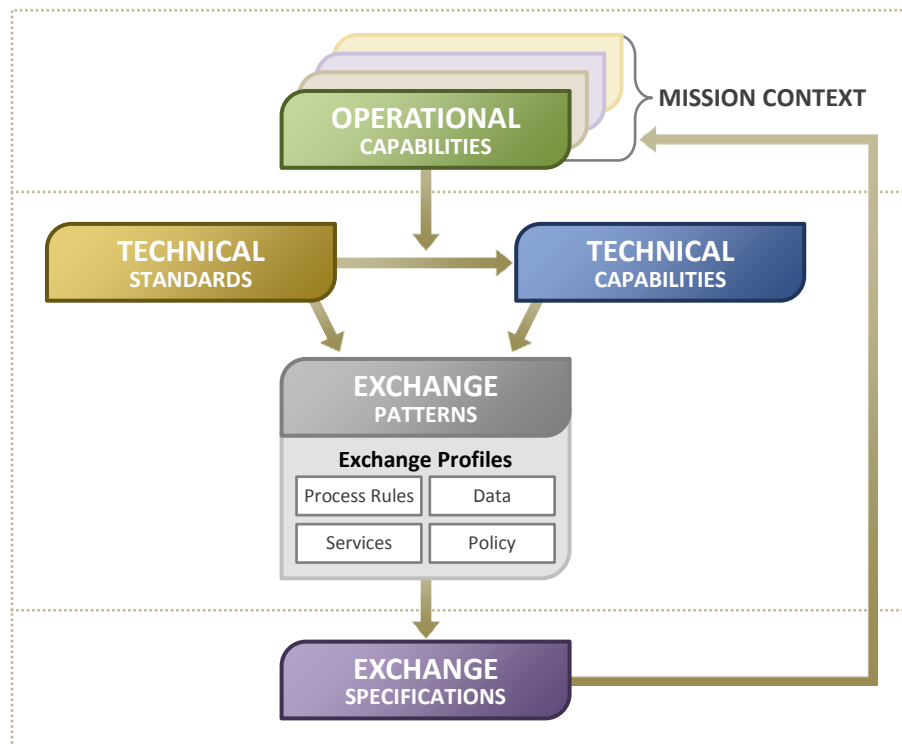 OPERATIONAL
CAPABILITIES
MISSION CONTEXT
TECHNICAL
STANDARDS
TECHNICAL
CAPABILITIES
EXCHANGE
PATTERNS
Exchange Profiles
Process Rules
Data
Services
Policy
EXCHANGE
SPECIFICATIONS